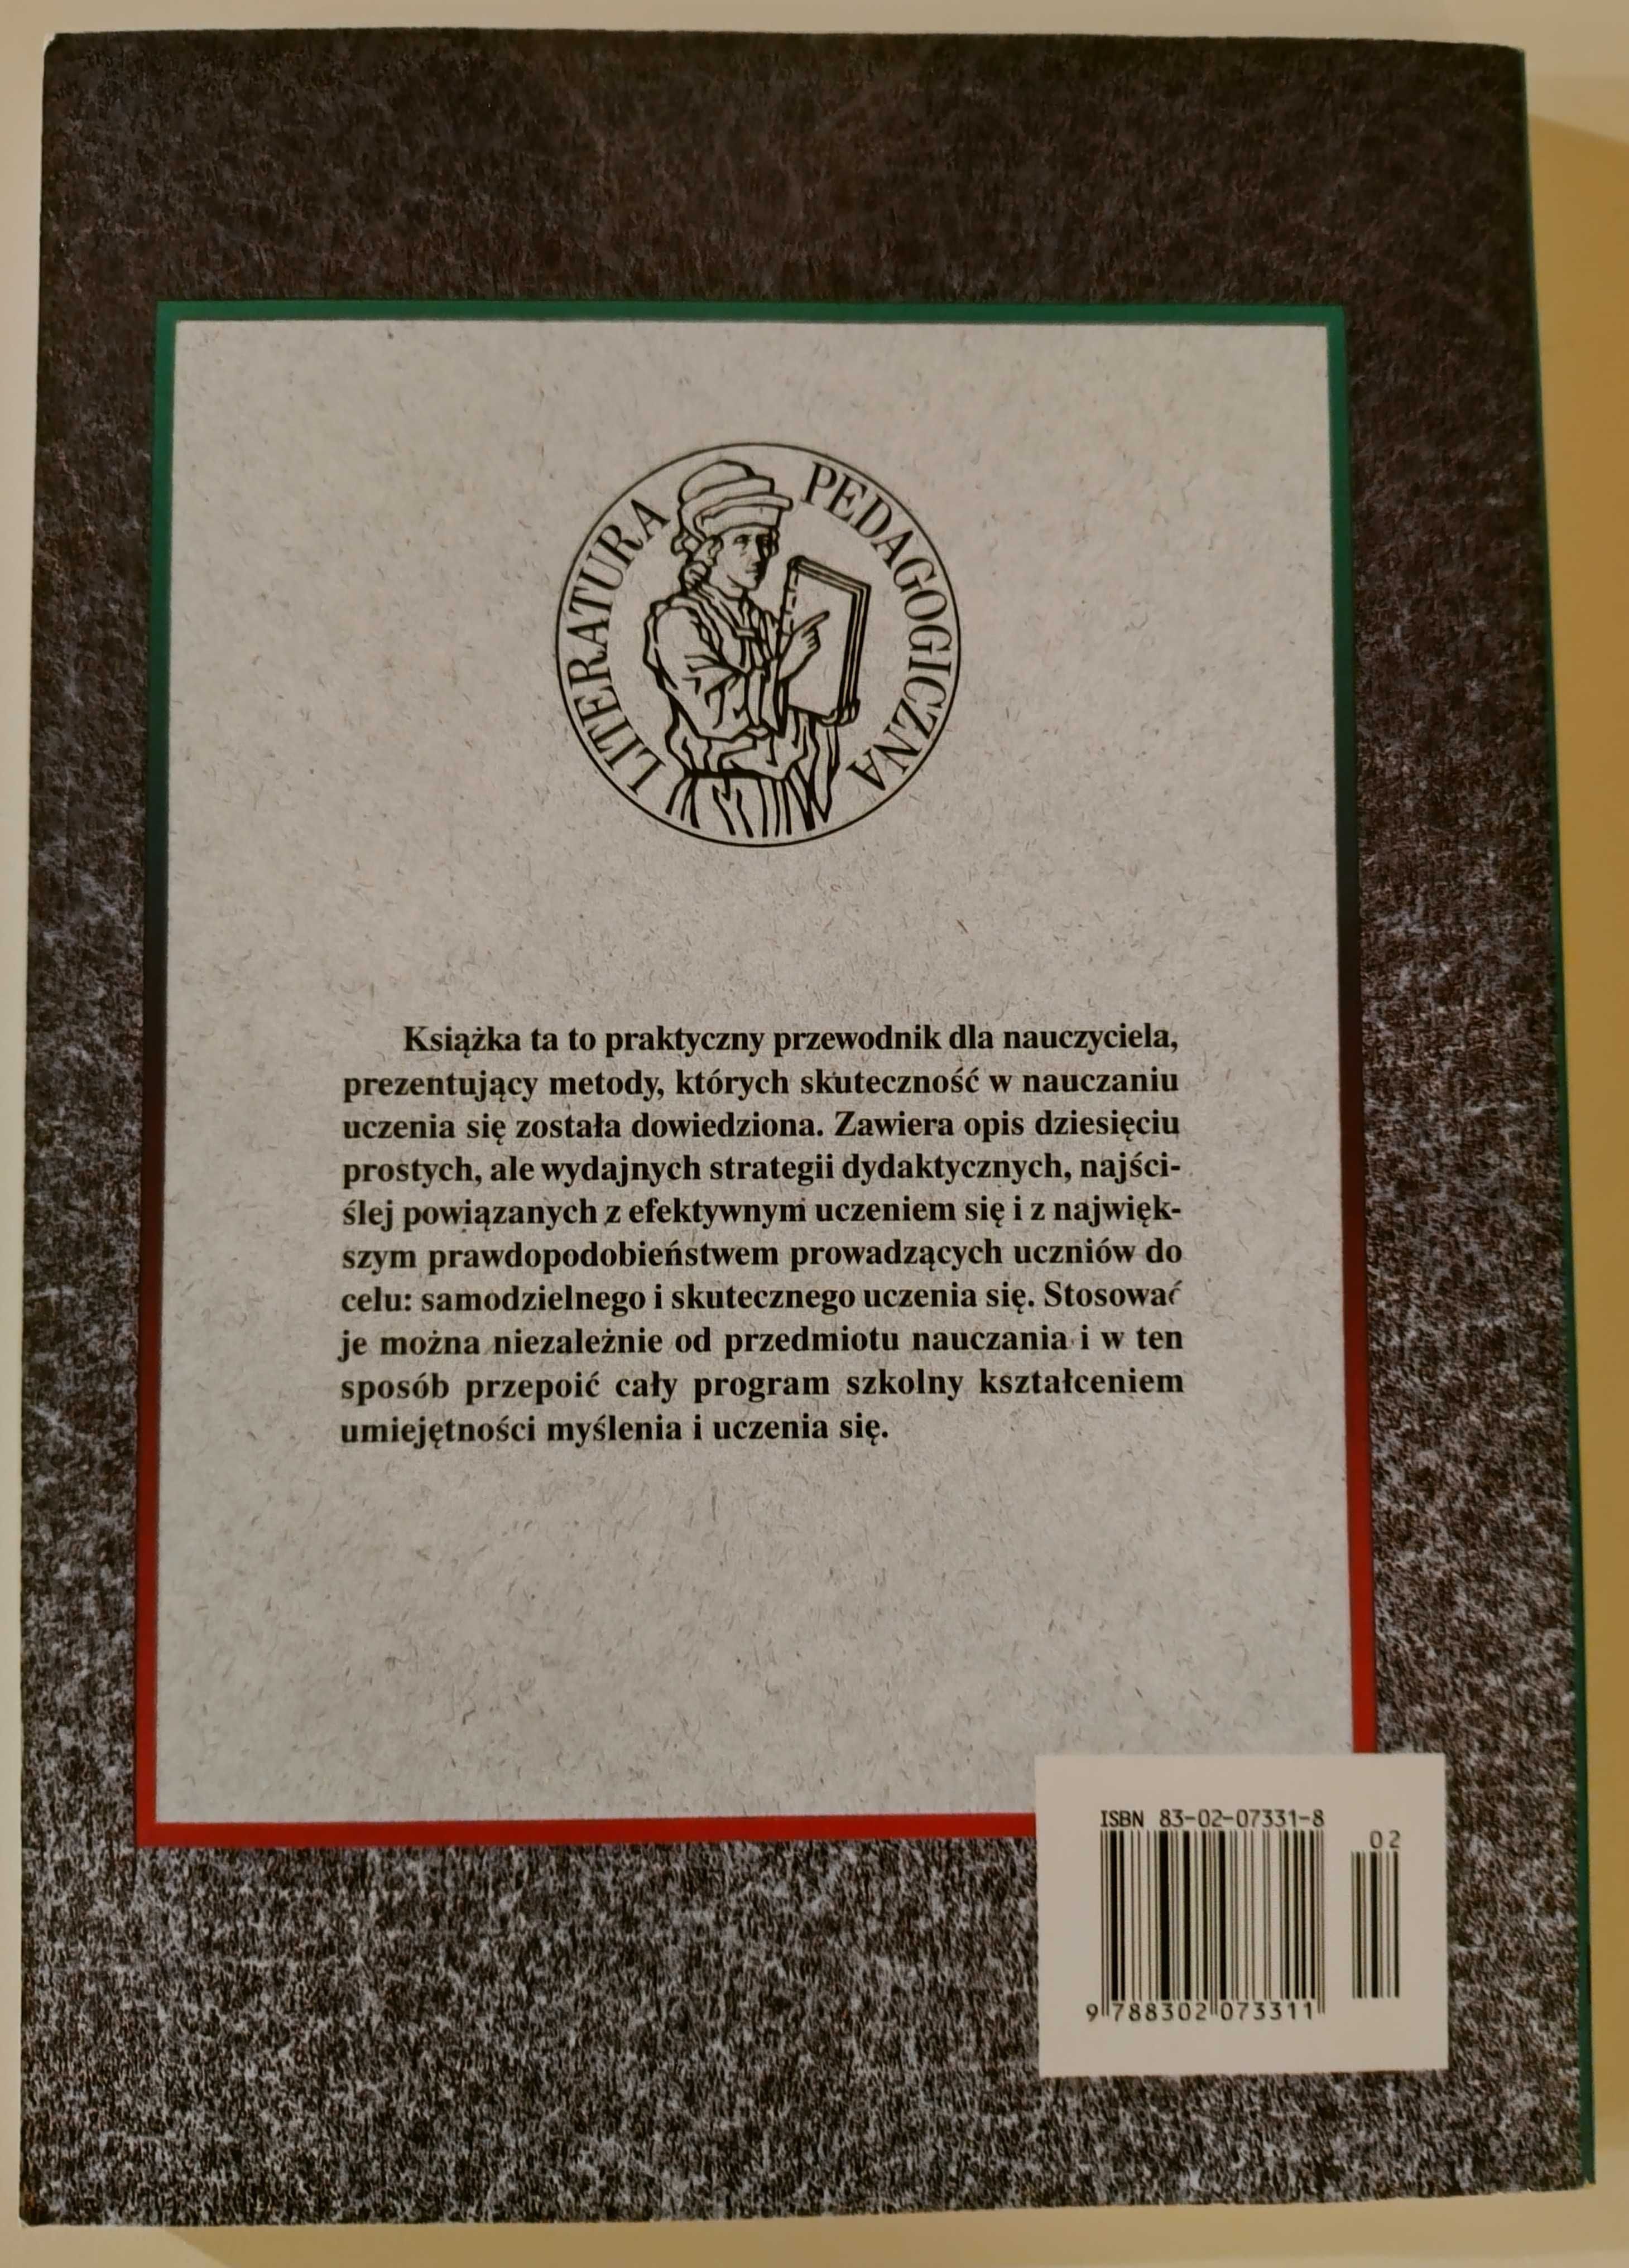 LITERATURA PEDAGOGICZNA
Książka ta to praktyczny przewodnik dla nauczyciela,
prezentujący metody, których skuteczność w nauczaniu
uczenia się została dowiedziona. Zawiera opis dziesięciu
prostych, ale wydajnych strategii dydaktycznych, najści-
ślej powiązanych z efektywnym uczeniem się i z najwięk-
szym prawdopodobieństwem prowadzących uczniów do
celu: samodzielnego i skutecznego uczenia się. Stosować
je można niezależnie od przedmiotu nauczania i w ten
sposób przepoić cały program szkolny kształceniem
umiejętności myślenia i uczenia się.
ISBN 83-02-07331-8
02
9 788302 073311